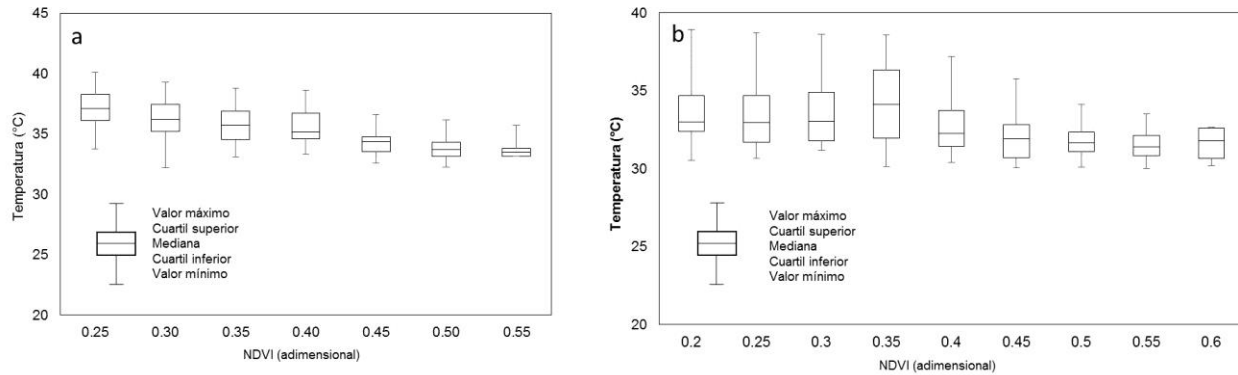 a
45
40
35
30
25
20
Temperatura (°C)
Valor máximo
Cuartil superior
Mediana
Cuartil inferior
Valor mínimo
0.25 0.30 0.35 0.40 0.45 0.50 0.55
NDVI (adimensional)
b
40
35
30
25
20
Temperatura (°C)
Valor máximo
Cuartil superior
Mediana
Cuartil inferior
Valor mínimo
0.2 0.25 0.3 0.35 0.4 0.45 0.5 0.55 0.6
NDVI (adimensional)